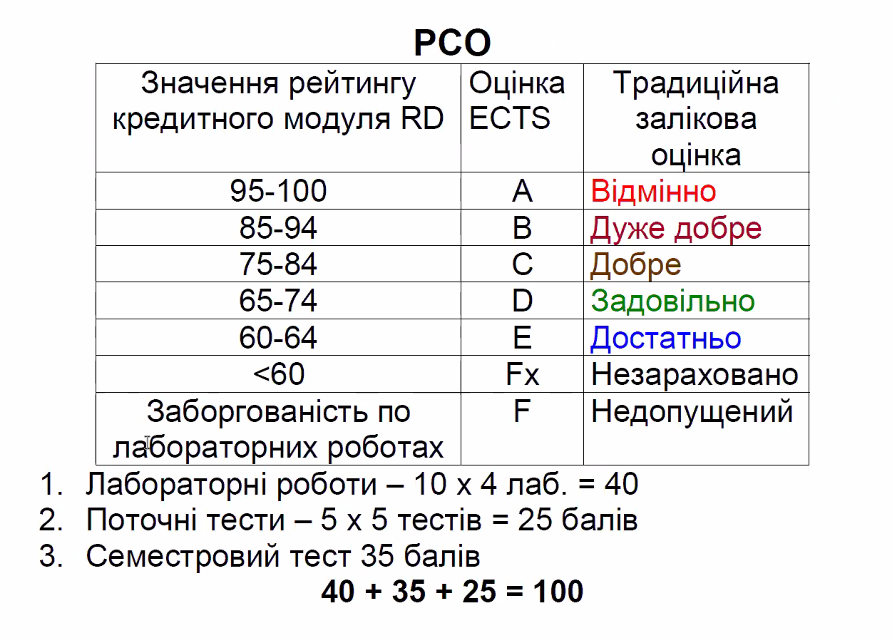 РСО
Значення рейтингу Оцінка Традиційна
кредитного модуля RD ECTS залікова
оцінка
95-100 A Відмінно
85-94 B Дуже добре
75-84 C Добре
65-74 D Задовільно
60-64 E Достатньо
<60 Fx Незараховано
Заборгованість по F Недопущений
лабораторних роботах
1. Лабораторні роботи – 10 х 4 лаб. = 40
2. Поточні тести – 5 х 5 тестів = 25 балів
3. Семестровий тест 35 балів
40 + 35 + 25 = 100